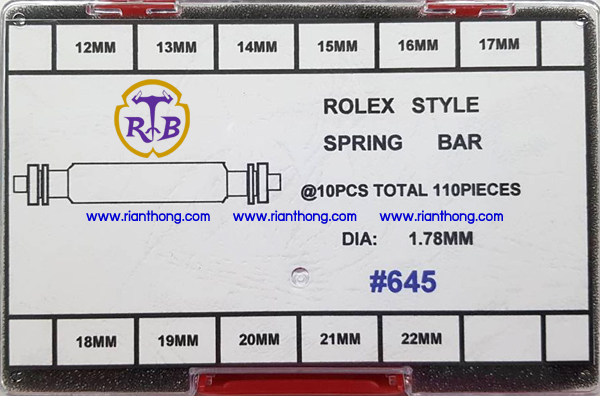 12MM 13MM 14MM 15MM 16MM 17MM
RTB
ROLEX STYLE
SPRING BAR
@10PCS TOTAL 110PIECES
www.rianthong.com www.rianthong.com www.rianthong.com
DIA: 1.78MM
#645
18MM 19MM 20MM 21MM 22MM